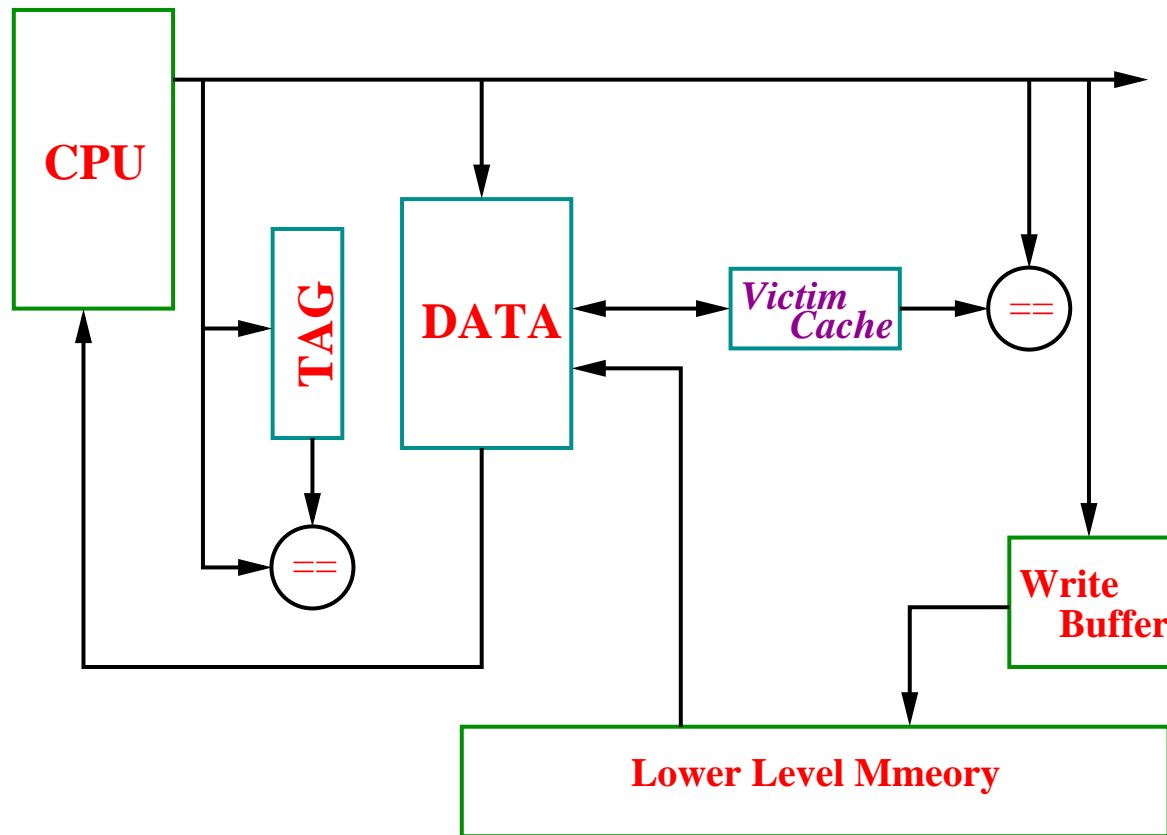 CPU
TAG
DATA
Victim
Cache
==
==
Write
Buffer
Lower Level Mmeory